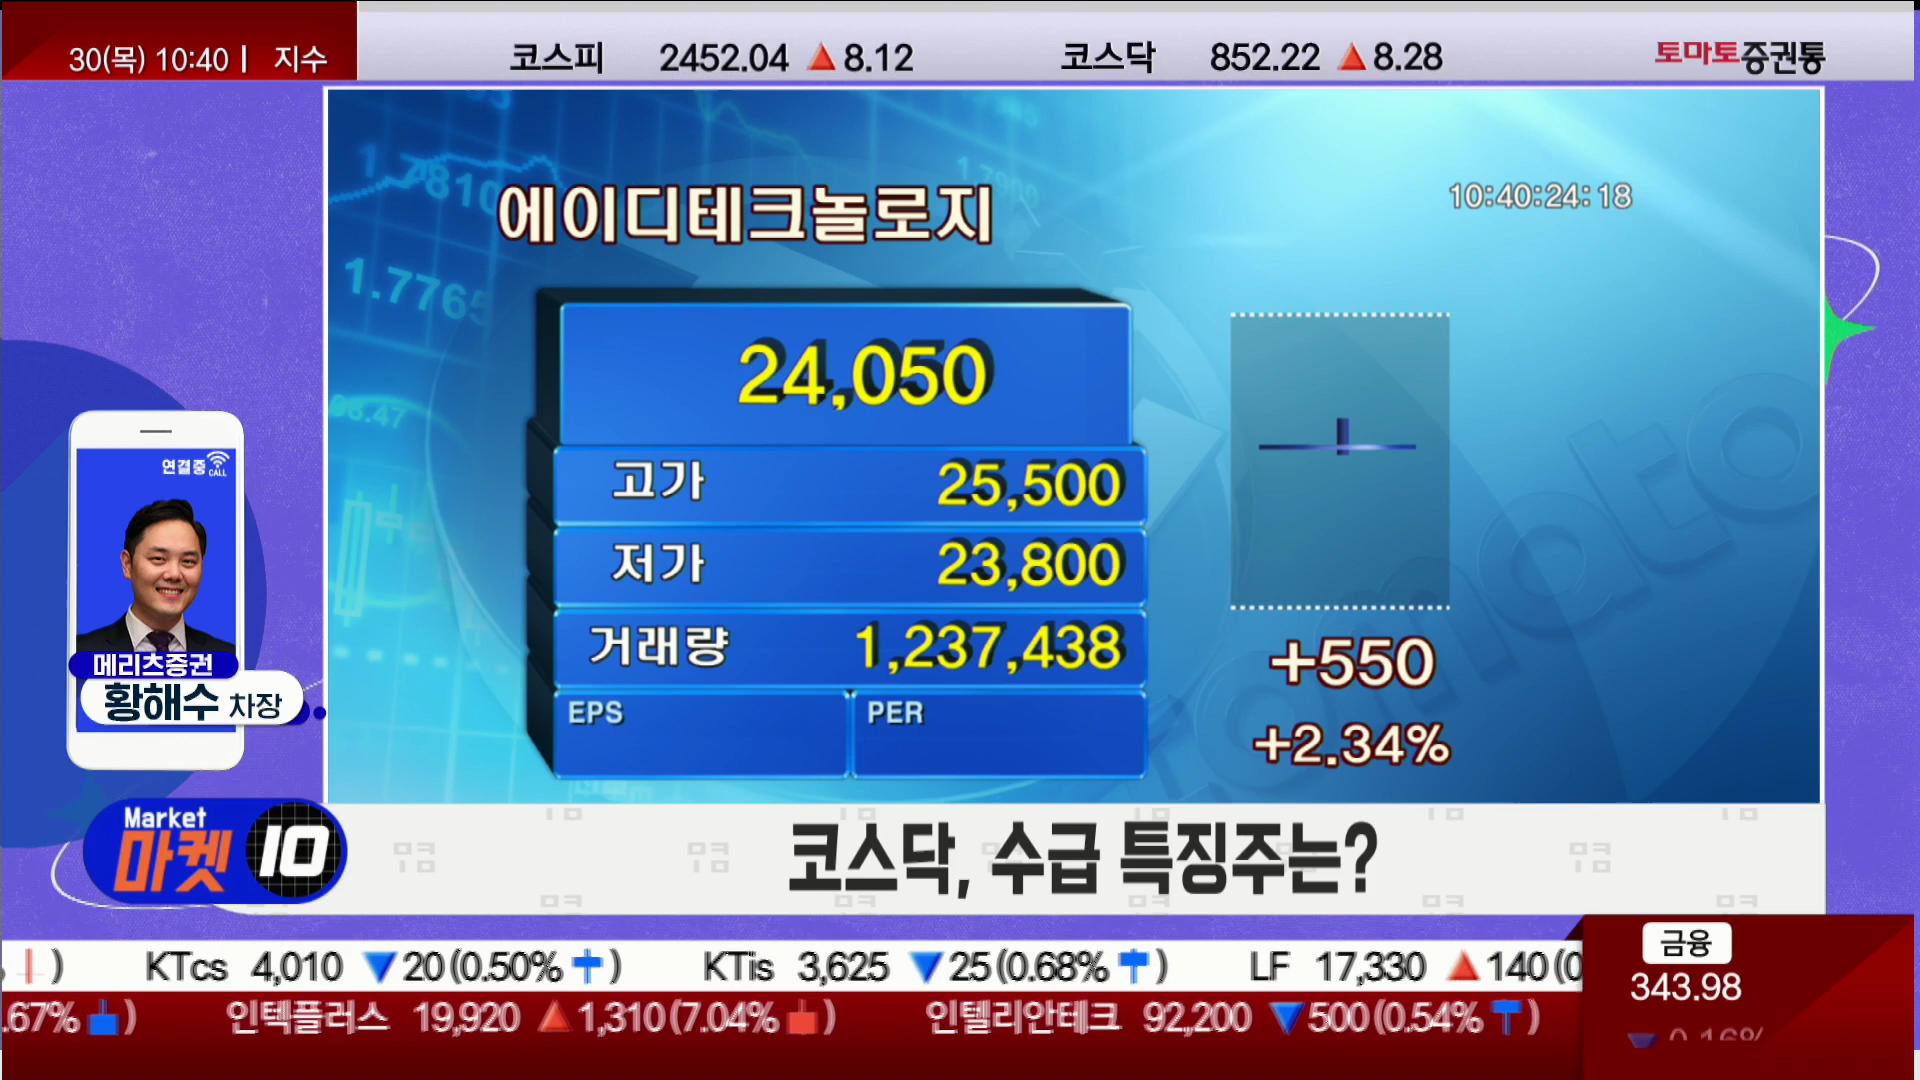 30(목) 10:40 | 지수
코스피 2452.04 ▲ 8.12
코스닥 852.22 ▲ 8.28
토마토증권통
에이디테크놀로지
10:40:24:18
24,050
고가 25,500
저가 23,800
거래량 1,237,438
EPS PER
+550
+2.34%
연결중 CALL
메리츠증권
황해수 차장
Market
마켓 10
코스닥, 수급 특징주는?
) KTcs 4,010 ▼20(0.50% ) KTis 3,625 ▼25(0.68% ) LF 17,330 ▲140(0
.67% ) 인텍플러스 19,920 ▲1,310(7.04% ) 인텔리안테크 92,200 ▼500(0.54% )
금융
343.98
▼ 0.16%